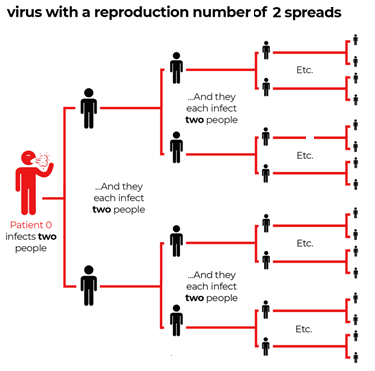 virus with a reproduction number of 2 spreads
...And they
each infect
two people
Etc.
Etc.
...And they
each infect
two people
Patient 0
infects two
people
...And they
each infect
two people
Etc.
Etc.